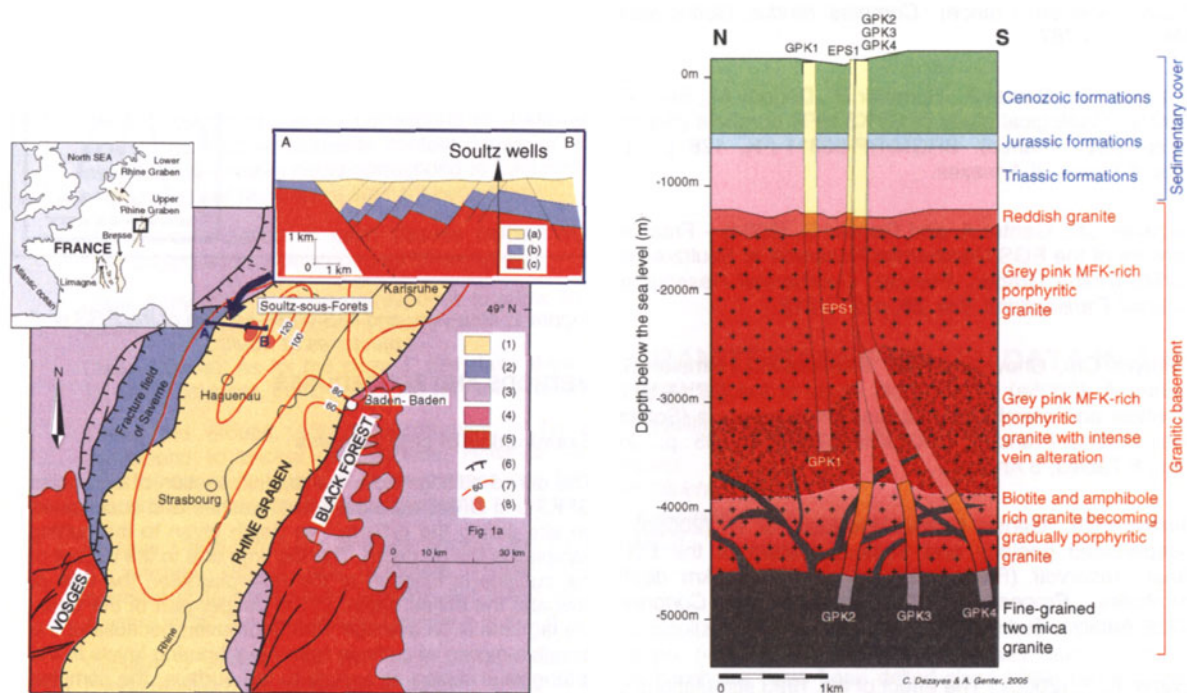 North SEA
Lower
Rhine Graben
Upper
Rhine Graben
Bresse
FRANCE
Limagne
Atlantic ocean
A
B
Soultz wells
1 km
0
1 km
(a)
(b)
(c)
Karlsruhe
49° N
Soultz-sous-Forets
A
B
120
100
N
Fracture field
of Saverne
Haguenau
80
60
Baden- Baden
Strasbourg
RHINE GRABEN
BLACK FOREST
VOSGES
Rhine
(1)
(2)
(3)
(4)
(5)
(6)
60
(7)
(8)
Fig. 1a
0
10 km
30 km
N
GPK1
EPS1
GPK2
GPK3
GPK4
S
Depth below the sea level (m)
0m
-1000m
-2000m
-3000m
-4000m
-5000m
EPS1
GPK1
GPK2
GPK3
GPK4
Cenozoic formations
Jurassic formations
Triassic formations
Sedimentary cover
Reddish granite
Grey pink MFK-rich
porphyritic
granite
Grey pink MFK-rich
porphyritic
granite with intense
vein alteration
Biotite and amphibole
rich granite becoming
gradually porphyritic
granite
Fine-grained
two mica
granite
Granitic basement
0
1km
C. Dezayes & A. Genter, 2005